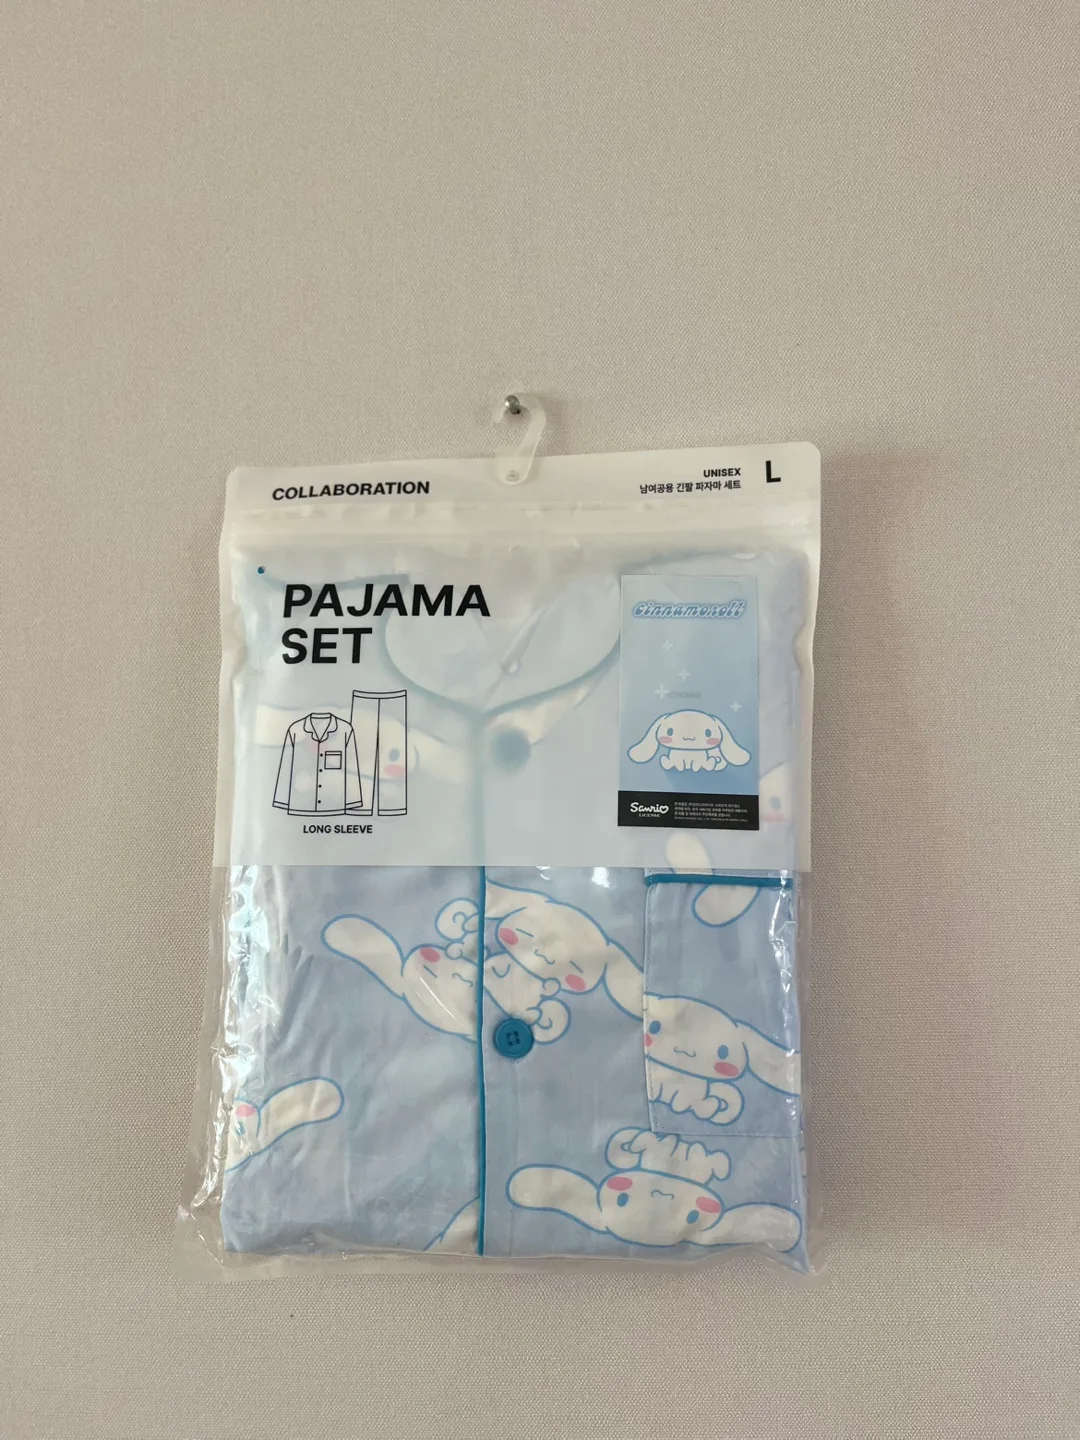 COLLABORATION
UNISEX
남여공용 긴팔 파자마 세트
L
PAJAMA
SET
LONG SLEEVE
cinnamoroll
Sanrio
LICENSE